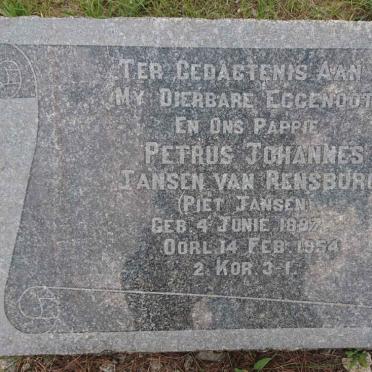 TER GEDAGTENIS AAN
MY DIERBARE EGGENOOT
EN ONS PAPPIE
PETRUS JOHANNES
JANSEN VAN RENSBURG
(PIET JANSEN)
GEB. 4 JUNIE 1897
OORL. 14 FEB. 1954
2. KOR. 3-1.